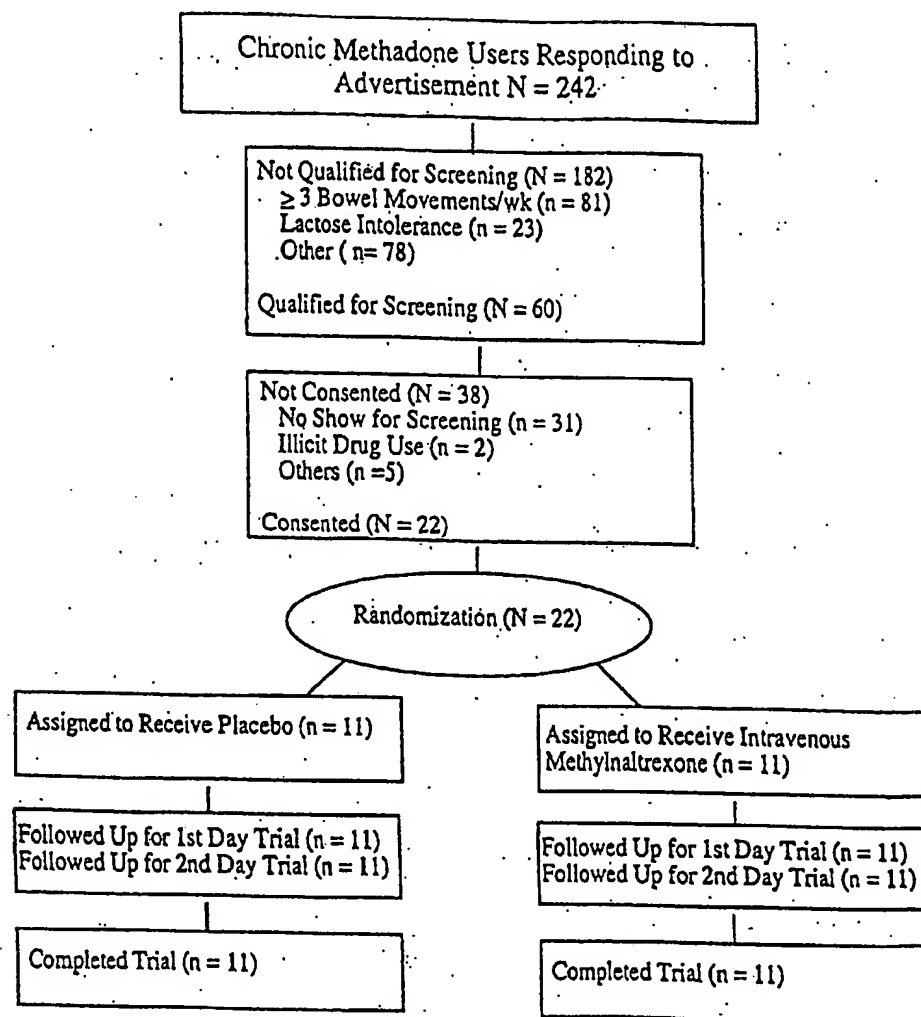 Chronic Methadone Users Responding to
Advertisement N = 242
Not Qualified for Screening (N = 182)
≥ 3 Bowel Movements/wk (n = 81)
Lactose Intolerance (n = 23)
Other ( n= 78)
Qualified for Screening (N = 60)
Not Consented (N = 38)
No Show for Screening (n = 31)
Illicit Drug Use (n = 2)
Others (n =5)
Consented (N = 22)
Randomization (N = 22)
Assigned to Receive Placebo (n = 11)
Followed Up for 1st Day Trial (n = 11)
Followed Up for 2nd Day Trial (n = 11)
Completed Trial (n = 11)
Assigned to Receive Intravenous
Methylnaltrexone (n = 11)
Followed Up for 1st Day Trial (n = 11)
Followed Up for 2nd Day Trial (n = 11)
Completed Trial (n = 11)